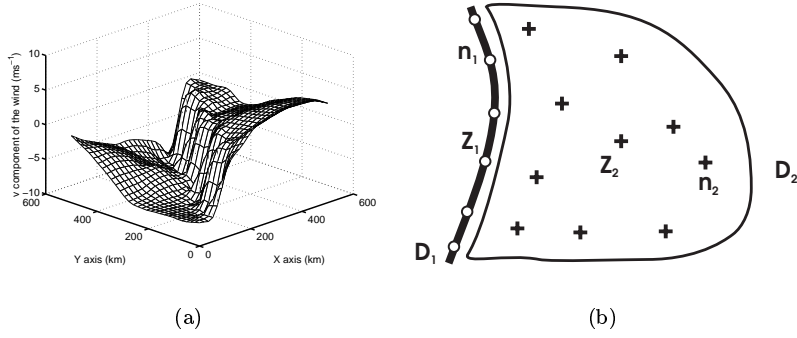 v component of the wind (ms⁻¹)
10
5
0
−5
−10
600
400
200
0
0
200
400
600
Y axis (km)
X axis (km)
(a)
n₁
Z₁
D₁
Z₂
n₂
D₂
(b)